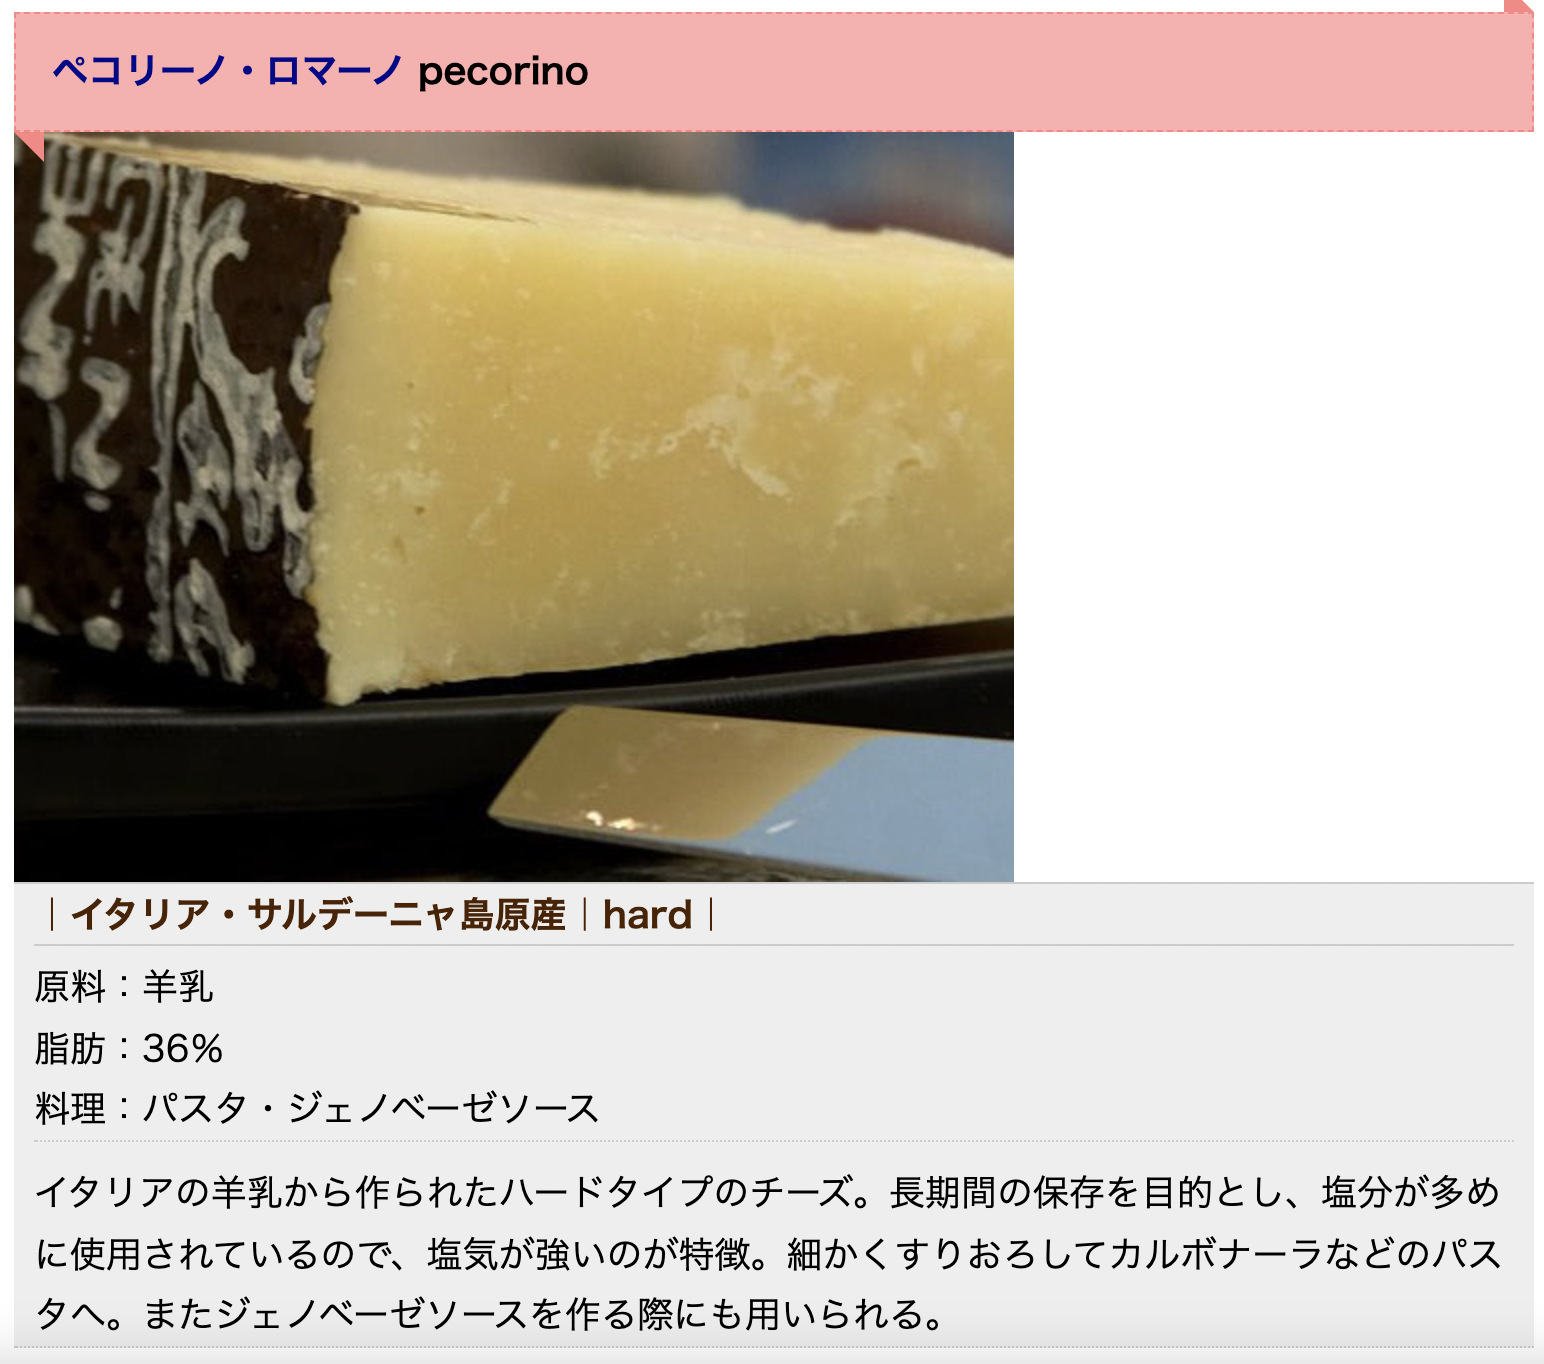 ペコリーノ・ロマーノ pecorino
｜イタリア・サルデーニャ島原産｜hard｜
原料：羊乳
脂肪：36%
料理：パスタ・ジェノベーゼソース
イタリアの羊乳から作られたハードタイプのチーズ。長期間の保存を目的とし、塩分が多め
に使用されているので、塩気が強いのが特徴。細かくすりおろしてカルボナーラなどのパス
タへ。またジェノベーゼソースを作る際にも用いられる。